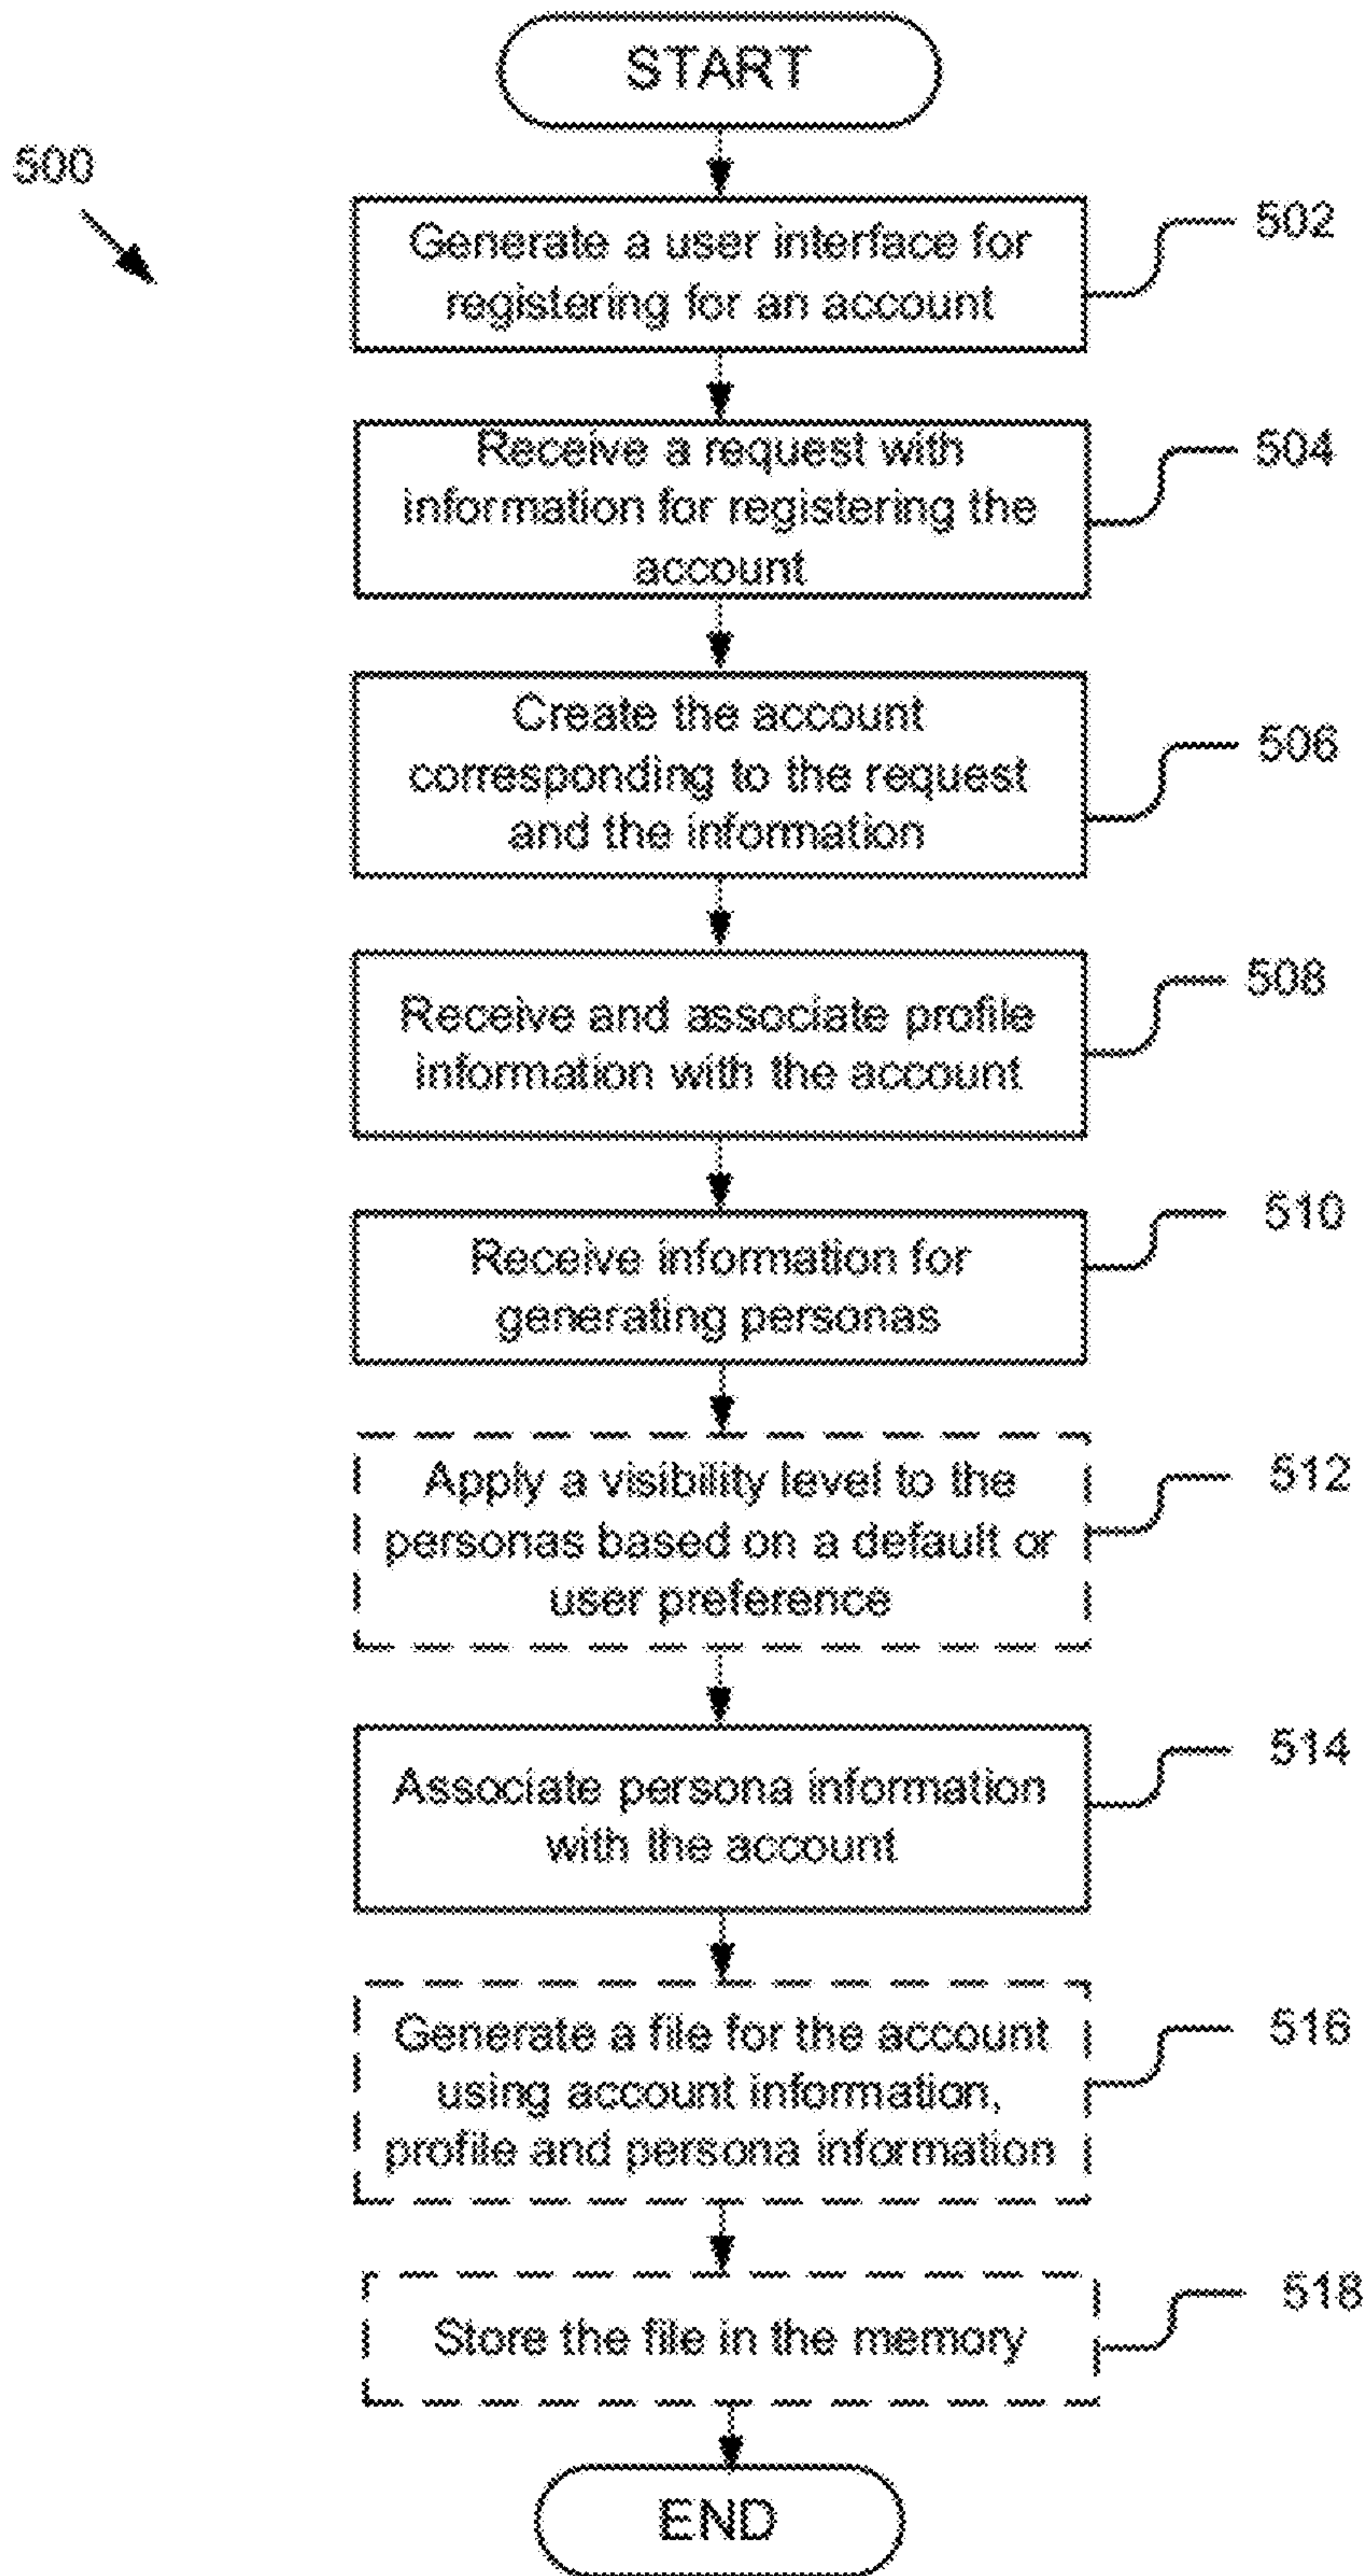 START
500
Generate a user interface for
registering for an account
502
Receive a request with
information for registering the
account
504
Create the account
corresponding to the request
and the information
506
Receive and associate profile
information with the account
508
Receive information for
generating personas
510
Apply a visibility level to the
personas based on a default or
user preference
512
Associate persona information
with the account
514
Generate a file for the account
using account information,
profile and persona information
516
Store the file in the memory
518
END